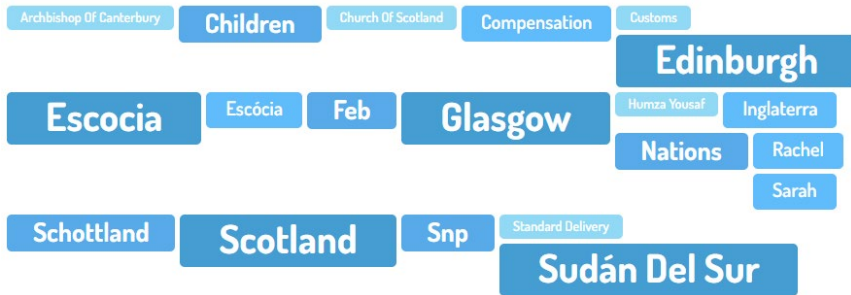 Archbishop Of Canterbury
Children
Church Of Scotland
Compensation
Customs
Edinburgh
Escocia
Escócia
Feb
Glasgow
Humza Yousaf
Inglaterra
Nations
Rachel
Sarah
Schottland
Scotland
Snp
Standard Delivery
Sudán Del Sur